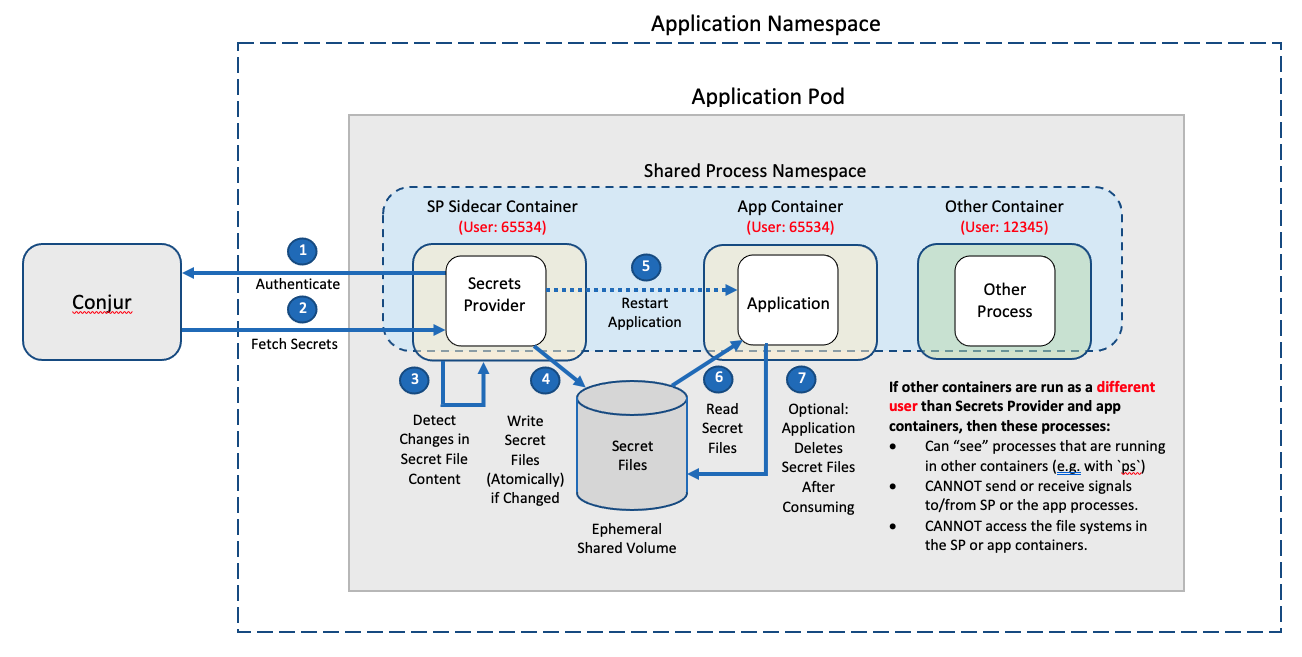 Application Namespace
Application Pod
Shared Process Namespace
SP Sidecar Container
(User: 65534)
App Container
(User: 65534)
Other Container
(User: 12345)
Conjur
1
Authenticate
2
Fetch Secrets
Secrets
Provider
5
Restart
Application
Application
Other
Process
3
Detect
Changes in
Secret File
Content
4
Write
Secret
Files
(Atomically)
if Changed
Secret
Files
Ephemeral
Shared Volume
6
Read
Secret
Files
7
Optional:
Application
Deletes
Secret Files
After
Consuming
If other containers are run as a different
user than Secrets Provider and app
containers, then these processes:
• Can “see” processes that are running
in other containers (e.g. with `ps`)
• CANNOT send or receive signals
to/from SP or the app processes.
• CANNOT access the file systems in
the SP or app containers.